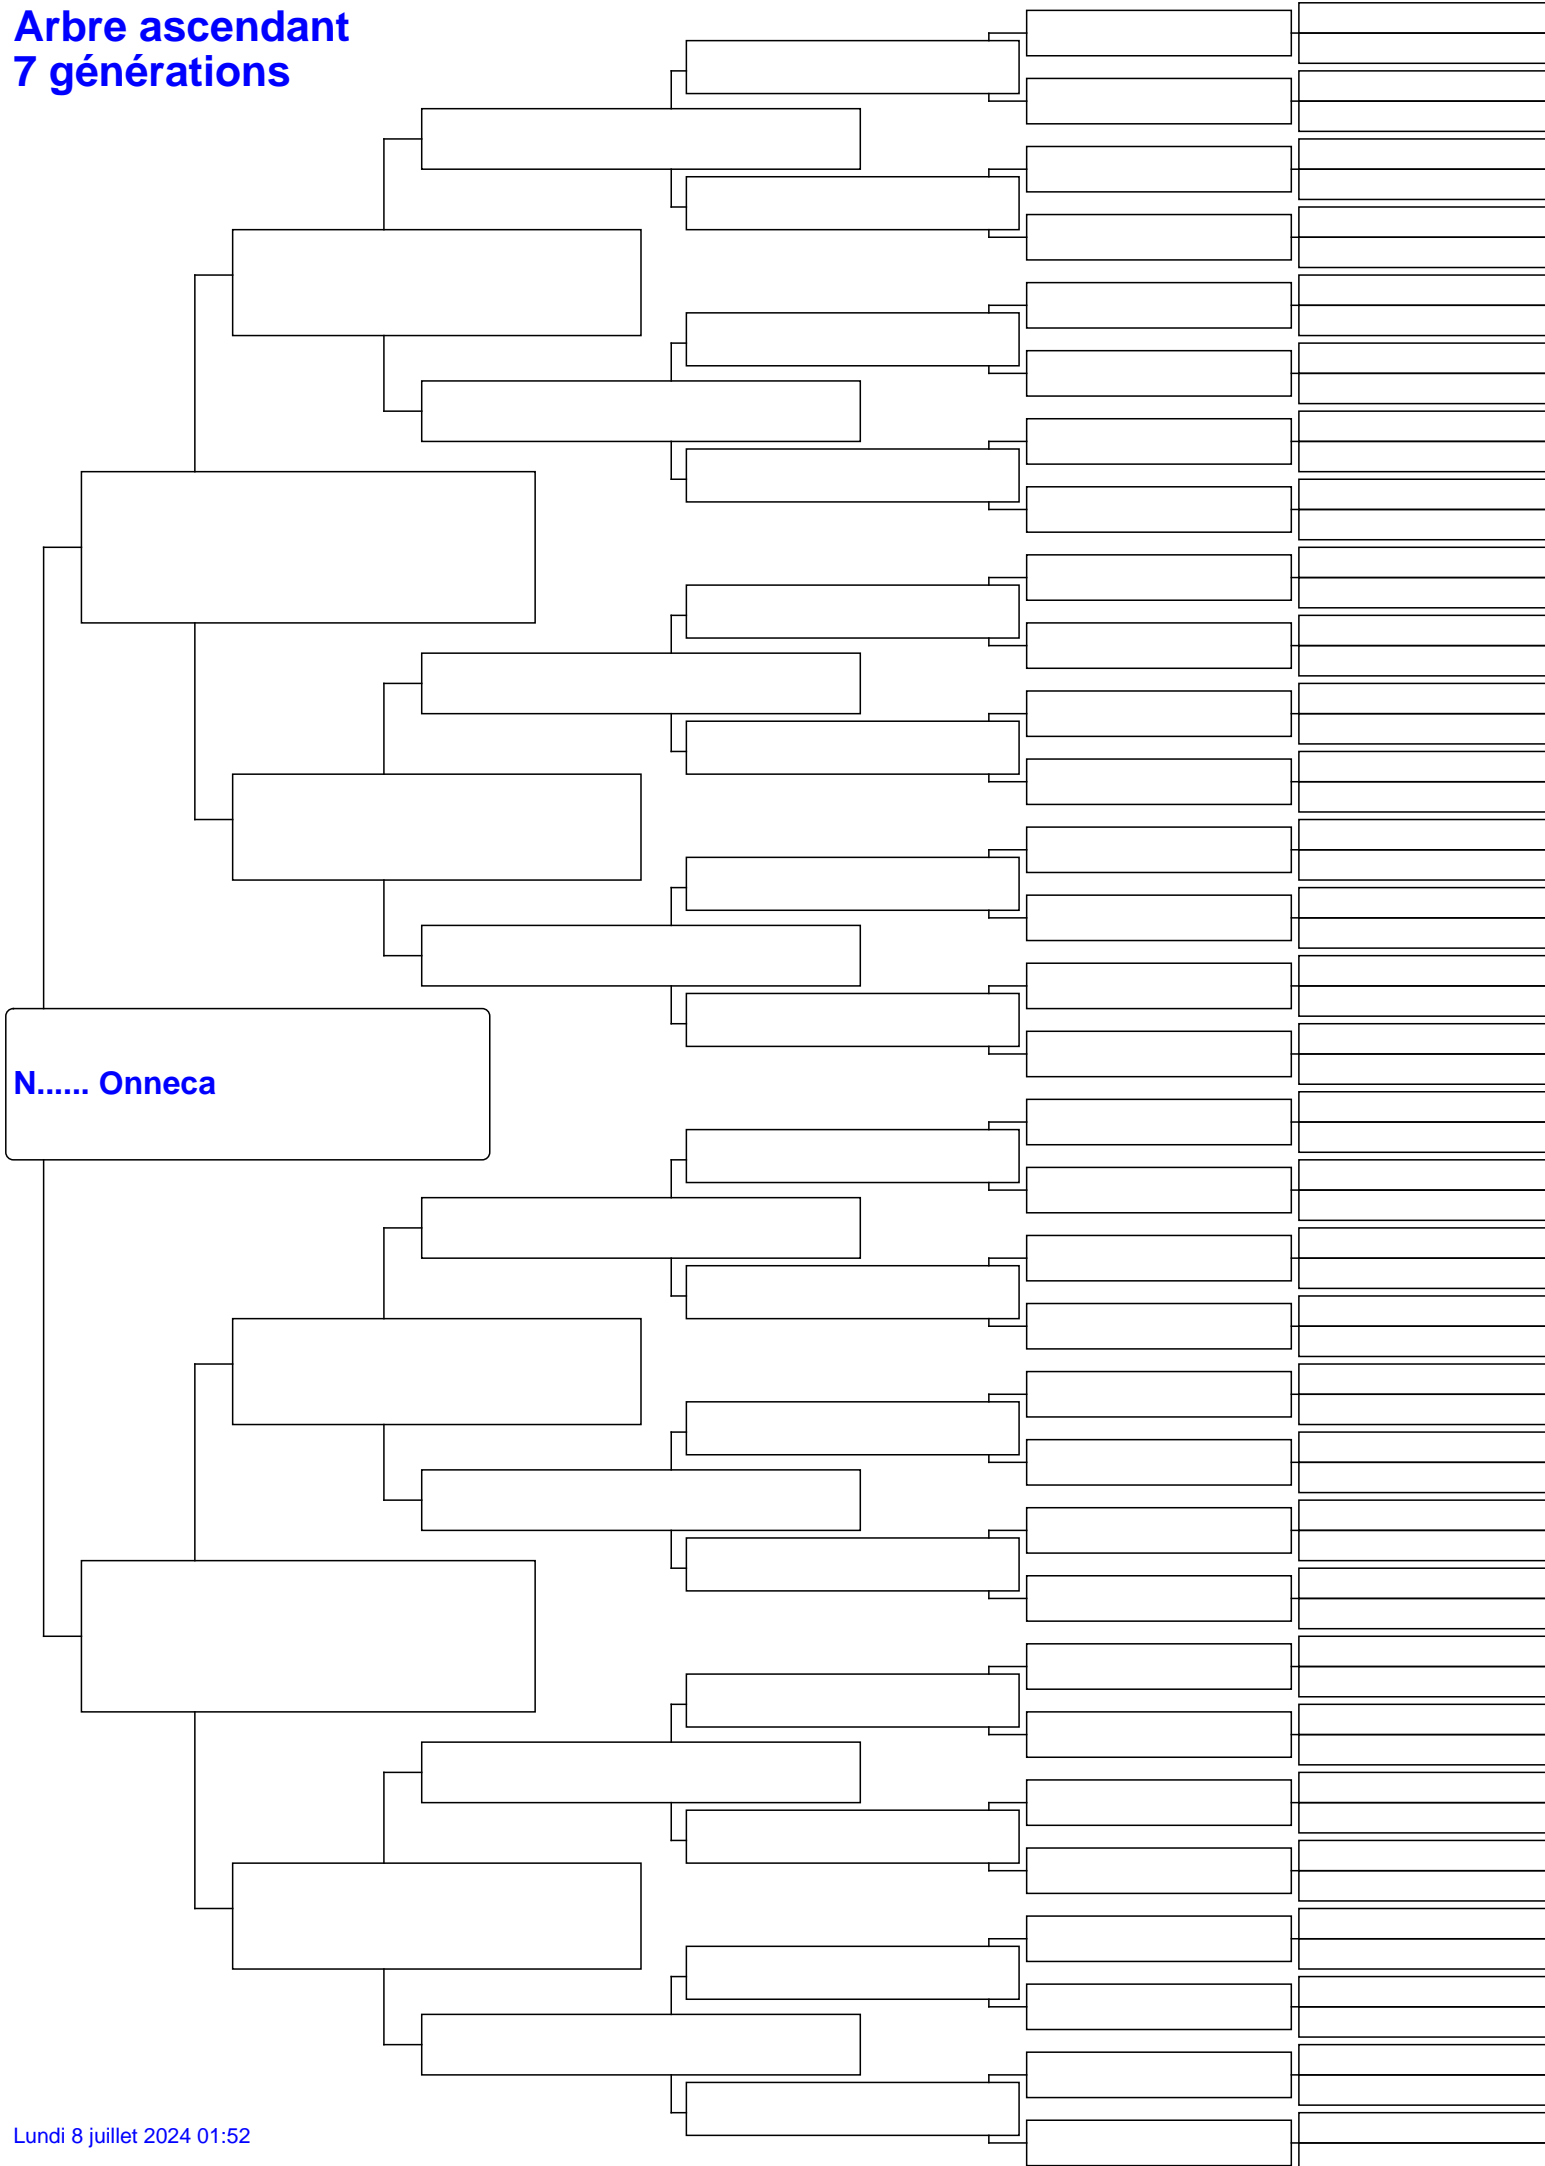 Arbre ascendant
7 générations
N...... Onneca
Lundi 8 juillet 2024 01:52